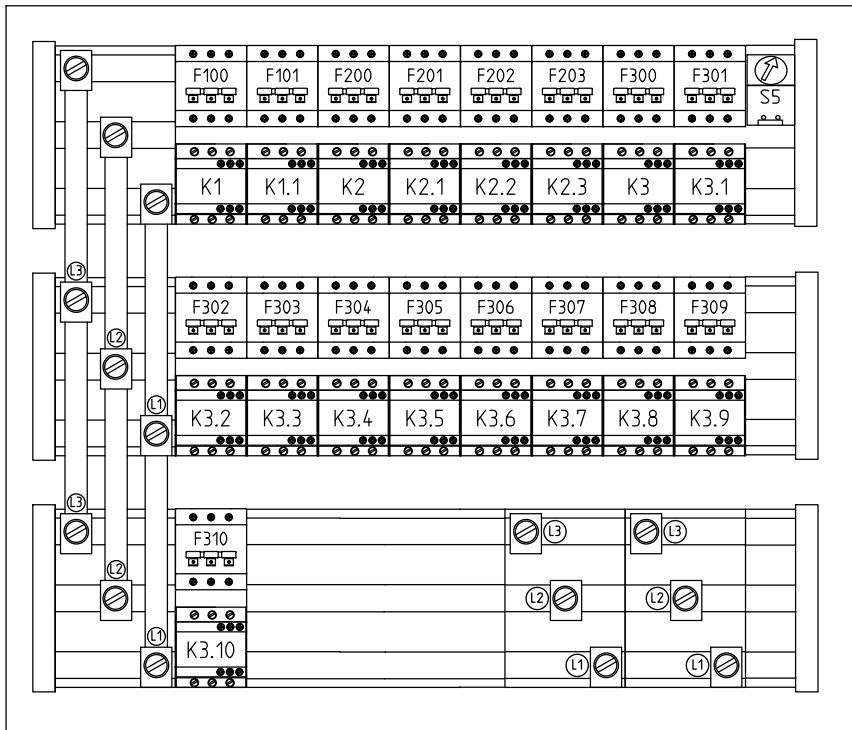 F100 F101 F200 F201 F202 F203 F300 F301
S5
K1 K1.1 K2 K2.1 K2.2 K2.3 K3 K3.1
L3
F302 F303 F304 F305 F306 F307 F308 F309
L2
L1
K3.2 K3.3 K3.4 K3.5 K3.6 K3.7 K3.8 K3.9
L3
F310
L3 L3
L2
L2 L2
L1
K3.10
L1 L1